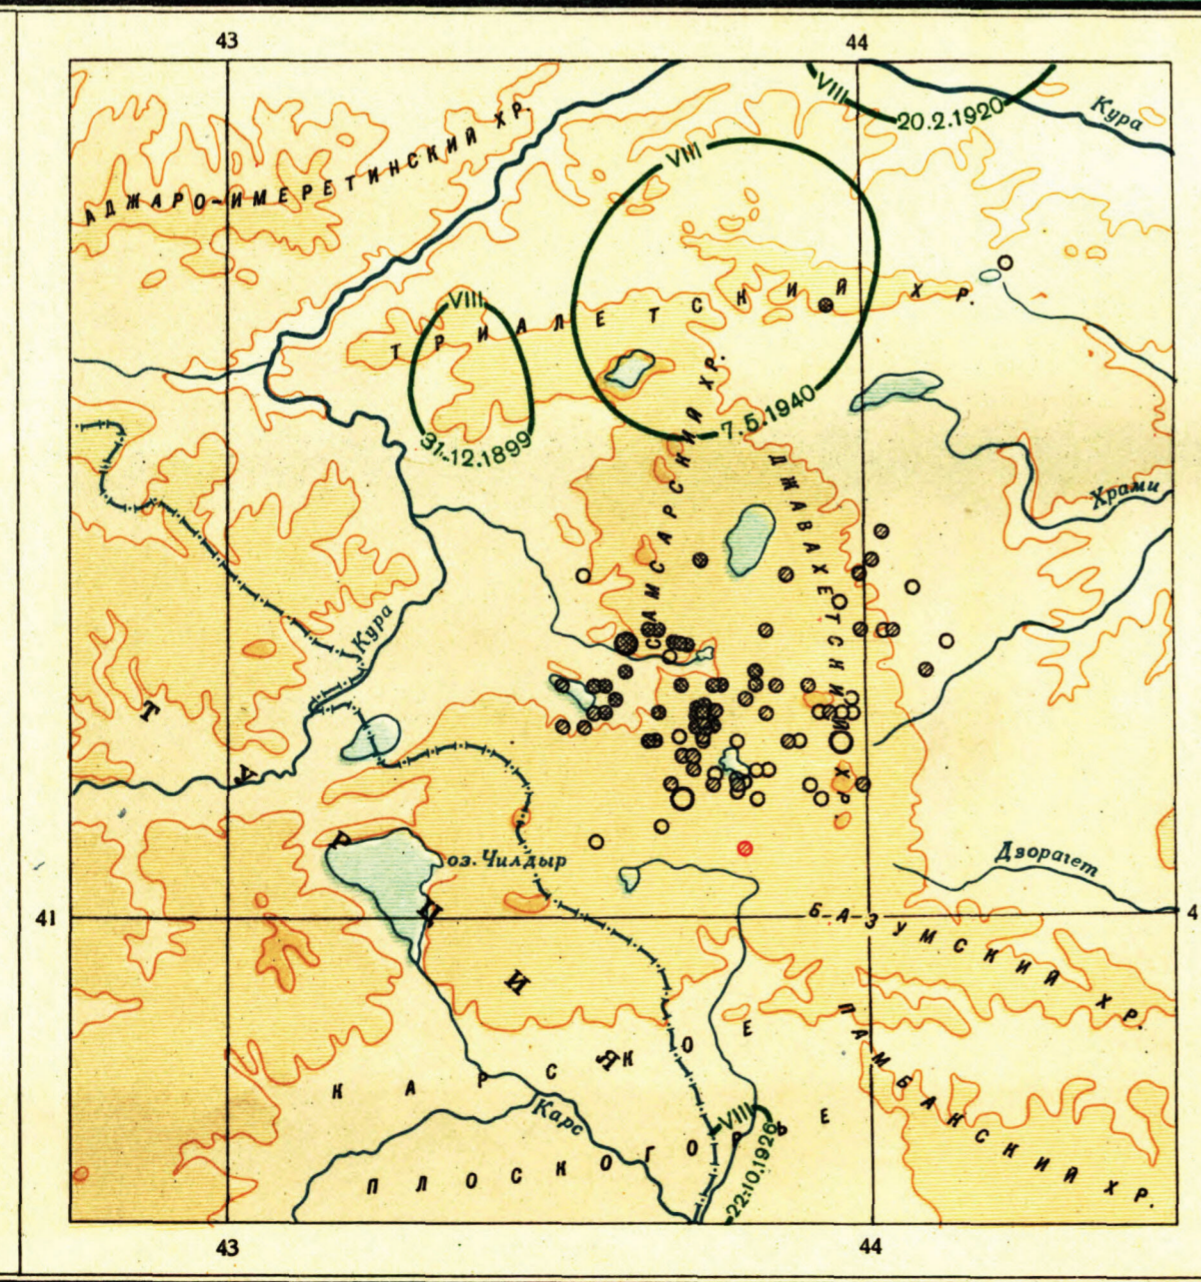 43 44
VIII
20.2.1920
Кура
АДЖАРО-ИМЕРЕТИНСКИЙ ХР.
VIII
VIII
ТРИАЛЕТСКИЙ ХР.
САМСАРСКИЙ ХР.
7.5.1940
31.12.1899
ДЖАВАХЕТСКИЙ ХР.
Храми
Кура
ТУРЦИЯ
оз. Чилдыр
Дзорагет
41 4
БАЗУМСКИЙ ХР.
ПАМБАКСКИЙ ХР.
КАРСКОЕ
Карс
ПЛОСКОГОРЬЕ
VIII
22.10.1926
43 44